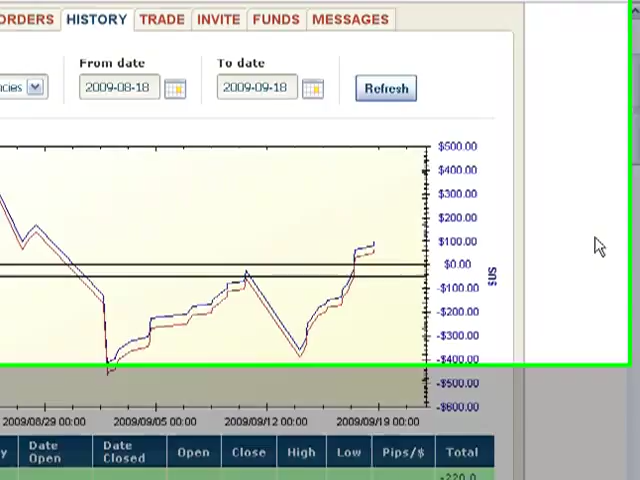 ORDERS HISTORY TRADE INVITE FUNDS MESSAGES
From date To date
cies 2009-08-18 2009-09-18 Refresh
$500.00
$400.00
$300.00
$200.00
$100.00
$0.00
-$100.00
-$200.00
-$300.00
-$400.00
-$500.00
-$600.00
$US
2009/08/29 00:00 2009/09/05 00:00 2009/09/12 00:00 2009/09/19 00:00
y Date Open Date Closed Open Close High Low Pips/$ Total
-220.0